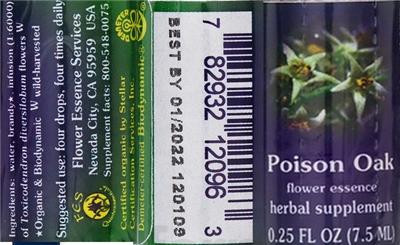 Ingredients: water, brandy★ infusion (1:6000)
of Toxicodendron diversilobum flowers W
★Organic & Biodynamic W wild-harvested
Suggested use: four drops, four times daily
Flower Essence Services
Nevada City, CA 95959 USA
Supplement facts: 800-548-0075
FES
DEMETER
Certified organic by Stellar
Certification Services, Inc.
Demeter-certified Biodynamic®
BEST BY 01/2022 120109
7 82932 12096 3
Poison Oak
flower essence
herbal supplement
0.25 FL OZ (7.5 ML)